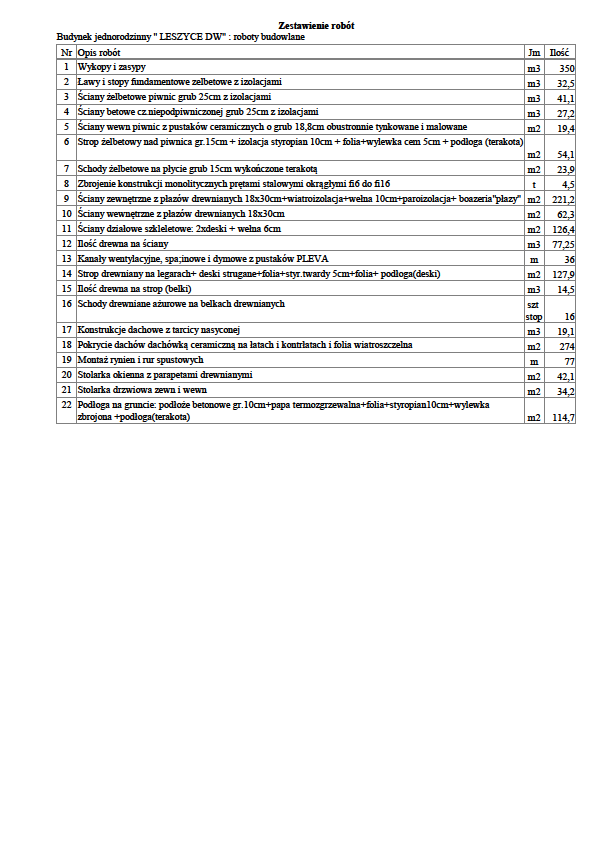 Zestawienie robót
Budynek jednorodzinny " LESZYCE DW" : roboty budowlane
Nr Opis robót Jm Ilość
1 Wykopy i zasypy m3 350
2 Ławy i stopy fundamentowe żelbetowe z izolacjami m3 32,5
3 Ściany żelbetowe piwnic grub 25cm z izolacjami m3 41,1
4 Ściany betowe cz.niepodpiwniczonej grub 25cm z izolacjami m3 27,2
5 Ściany wewn piwnic z pustaków ceramicznych o grub 18,8cm obustronnie tynkowane i malowane m2 19,4
6 Strop żelbetowy nad piwnica gr.15cm + izolacja styropian 10cm + folia+wylewka cem 5cm + podłoga (terakota)
m2 54,1
7 Schody żelbetowe na płycie grub 15cm wykończone terakotą m2 23,9
8 Zbrojenie konstrukcji monolitycznych prętami stalowymi okrągłymi fi6 do fi16 t 4,5
9 Ściany zewnętrzne z płazów drewnianych 18x30cm+wiatroizolacja+wełna 10cm+paroizolacja+ boazeria"płazy" m2 221,2
10 Ściany wewnętrzne z płazów drewnianych 18x30cm m2 62,3
11 Ściany działowe szkleletowe: 2xdeski + wełna 6cm m2 126,4
12 Ilość drewna na ściany m3 77,25
13 Kanały wentylacyjne, spa;inowe i dymowe z pustaków PLEVA m 36
14 Strop drewniany na legarach+ deski strugane+folia+styr.twardy 5cm+folia+ podłoga(deski) m2 127,9
15 Ilość drewna na strop (belki) m3 14,5
16 Schody drewniane ażurowe na belkach drewnianych szt
stop 16
17 Konstrukcje dachowe z tarcicy nasyconej m3 19,1
18 Pokrycie dachów dachówką ceramiczną na łatach i kontrłatach i folia wiatroszczelna m2 274
19 Montaż rynien i rur spustowych m 77
20 Stolarka okienna z parapetami drewnianymi m2 42,1
21 Stolarka drzwiowa zewn i wewn m2 34,2
22 Podłoga na gruncie: podłoże betonowe gr.10cm+papa termozgrzewalna+folia+styropian10cm+wylewka
zbrojona +podłoga(terakota) m2 114,7